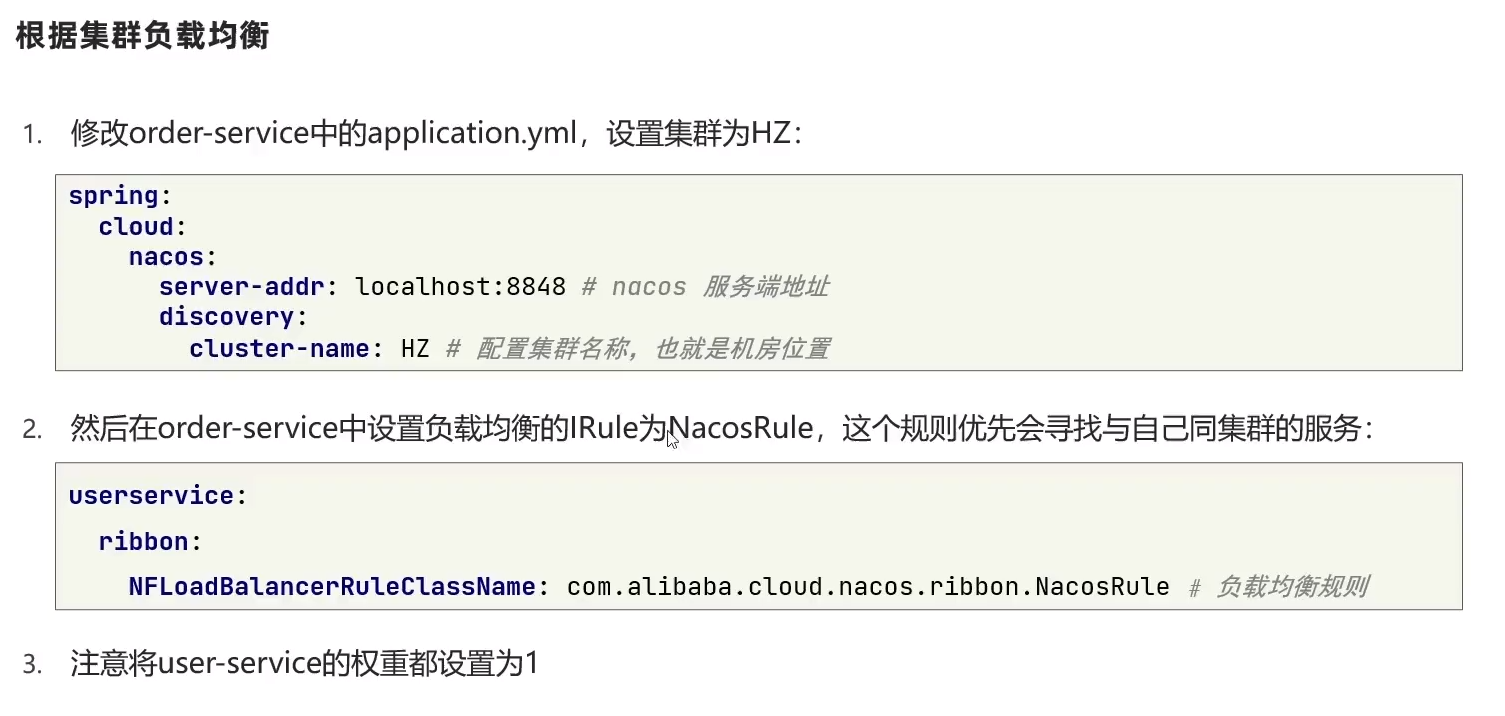 根据集群负载均衡
1. 修改order-service中的application.yml，设置集群为HZ：
spring:
  cloud:
    nacos:
      server-addr: localhost:8848 # nacos 服务端地址
      discovery:
        cluster-name: HZ # 配置集群名称，也就是机房位置
2. 然后在order-service中设置负载均衡的IRule为NacosRule，这个规则优先会寻找与自己同集群的服务：
userservice:
  ribbon:
    NFLoadBalancerRuleClassName: com.alibaba.cloud.nacos.ribbon.NacosRule # 负载均衡规则
3. 注意将user-service的权重都设置为1